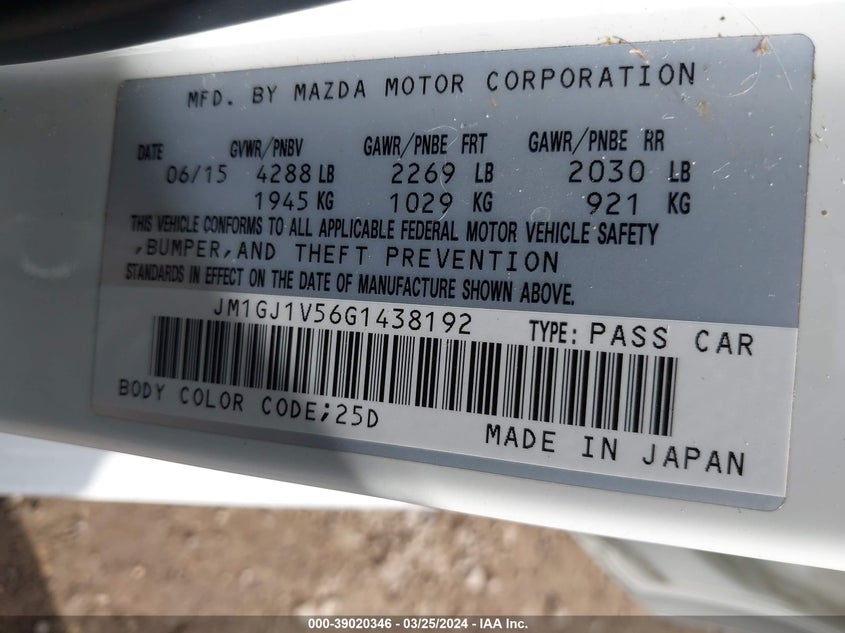 MFD. BY MAZDA MOTOR CORPORATION
DATE GVWR/PNBV GAWR/PNBE FRT GAWR/PNBE RR
06/15 4288 LB 2269 LB 2030 LB
1945 KG 1029 KG 921 KG
THIS VEHICLE CONFORMS TO ALL APPLICABLE FEDERAL MOTOR VEHICLE SAFETY
,BUMPER,AND THEFT PREVENTION
STANDARDS IN EFFECT ON THE DATE OF MANUFACTURE SHOWN ABOVE.
JM1GJ1V56G1438192 TYPE: PASS CAR
BODY COLOR CODE;25D
MADE IN JAPAN
000-39020346 - 03/25/2024 - IAA Inc.